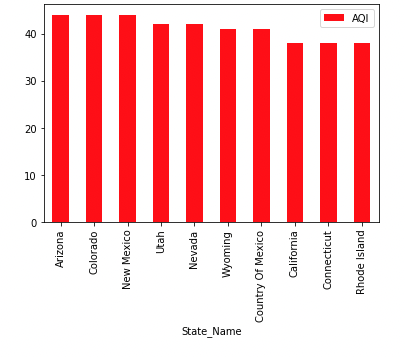 AQI
40
30
20
10
0
Arizona
Colorado
New Mexico
Utah
Nevada
Wyoming
Country Of Mexico
California
Connecticut
Rhode Island
State_Name